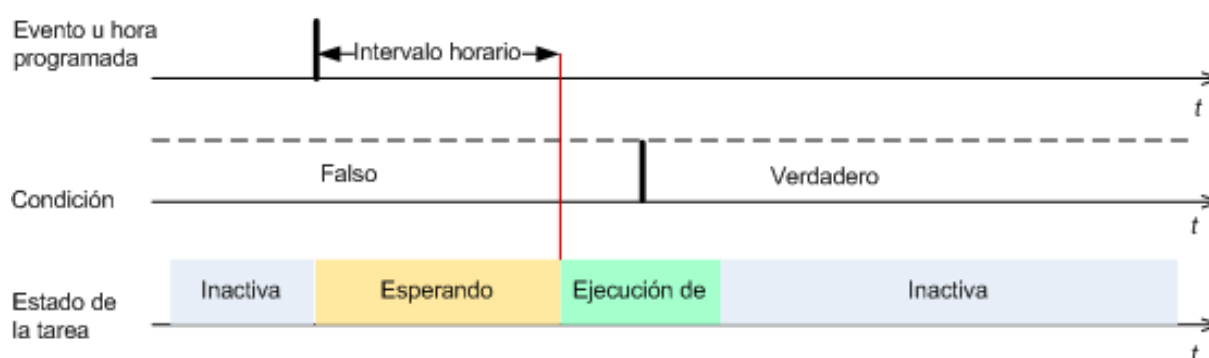 Evento u hora
programada
Intervalo horario
t
Falso
Verdadero
Condición
t
Inactiva
Esperando
Ejecución de
Inactiva
Estado de
la tarea
t